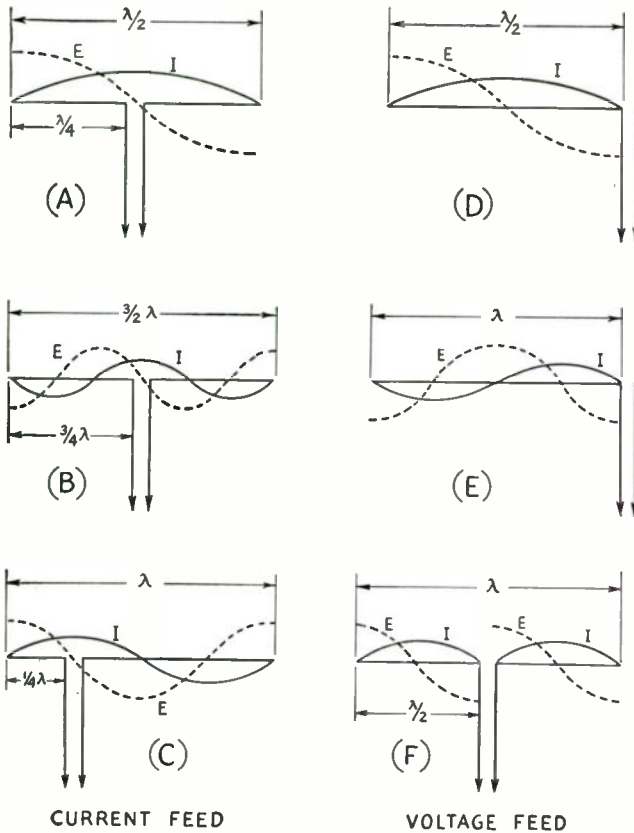 λ/2
E
I
λ/4
(A)
λ/2
E
I
(D)
3/2 λ
E
I
3/4 λ
(B)
λ
E
I
(E)
λ
I
E
1/4 λ
(C)
λ
E
I
E
I
λ/2
(F)
CURRENT FEED
VOLTAGE FEED